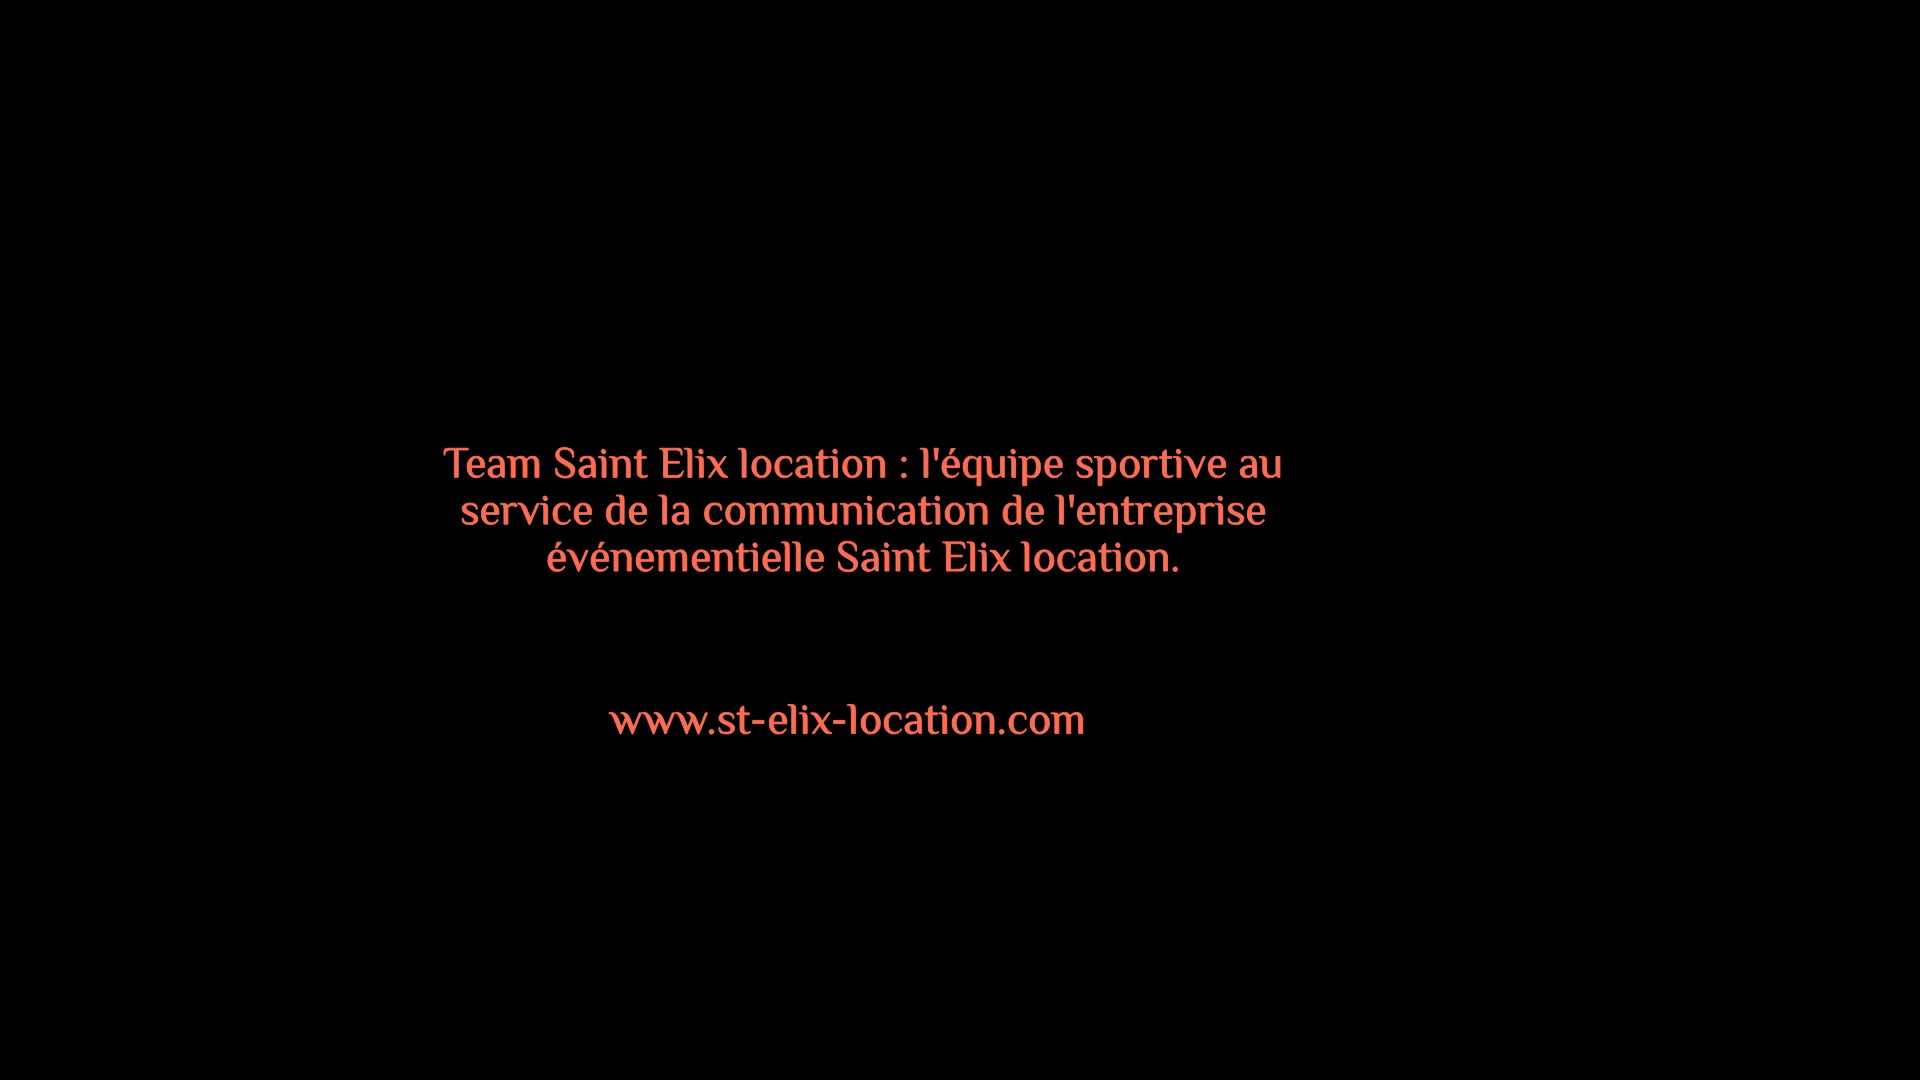 Team Saint Elix location : l'équipe sportive au
service de la communication de l'entreprise
événementielle Saint Elix location.
www.st-elix-location.com